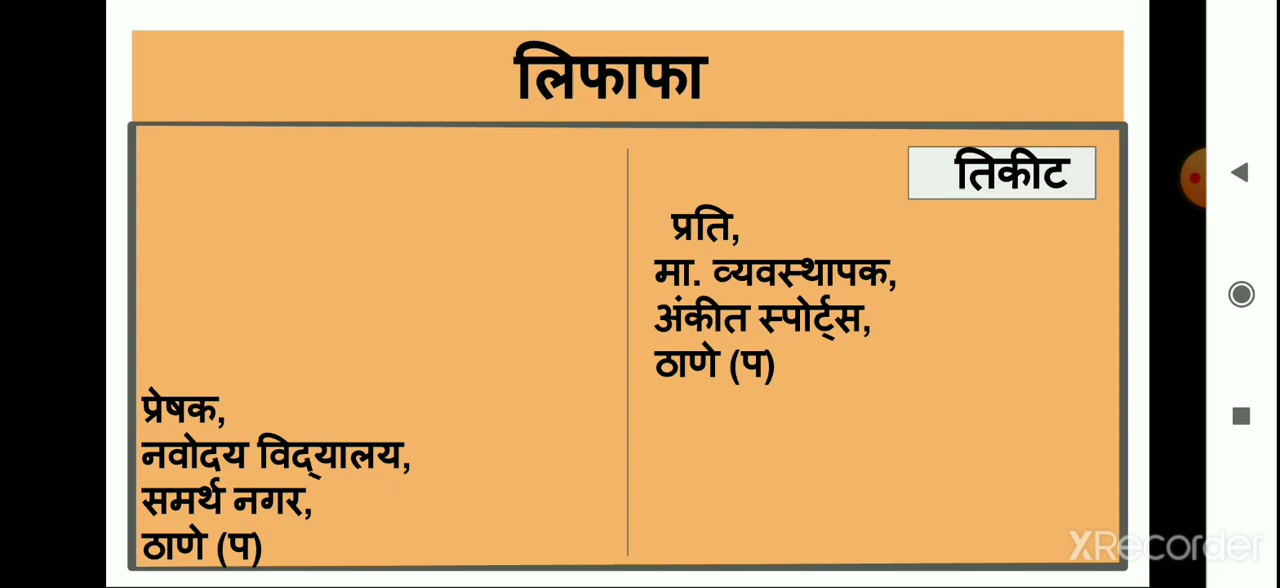 लिफाफा
तिकीट
प्रति,
मा. व्यवस्थापक,
अंकीत स्पोर्ट्स,
ठाणे (प)
प्रेषक,
नवोदय विद्यालय,
समर्थ नगर,
ठाणे (प)
XRecorder